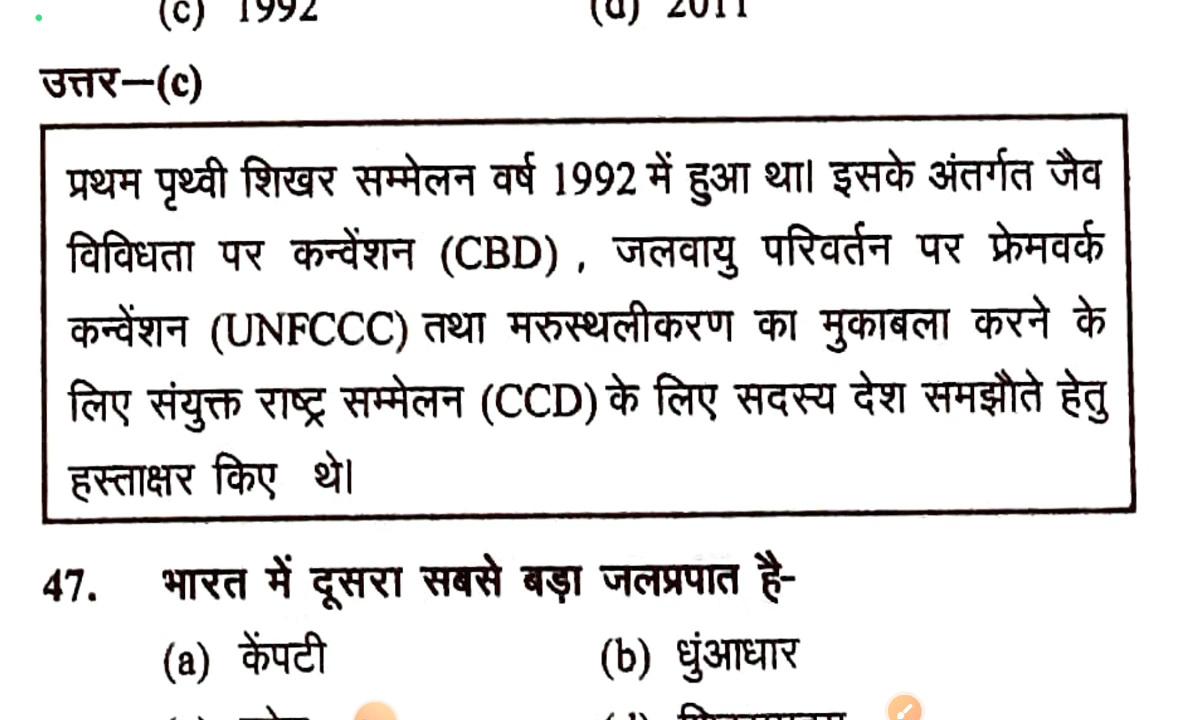 (c) 1992 (d) 2011
उत्तर—(c)
प्रथम पृथ्वी शिखर सम्मेलन वर्ष 1992 में हुआ था। इसके अंतर्गत जैव
विविधता पर कन्वेंशन (CBD), जलवायु परिवर्तन पर फ्रेमवर्क
कन्वेंशन (UNFCCC) तथा मरुस्थलीकरण का मुकाबला करने के
लिए संयुक्त राष्ट्र सम्मेलन (CCD) के लिए सदस्य देश समझौते हेतु
हस्ताक्षर किए थे।
47. भारत में दूसरा सबसे बड़ा जलप्रपात है-
(a) केंपटी (b) धुंआधार